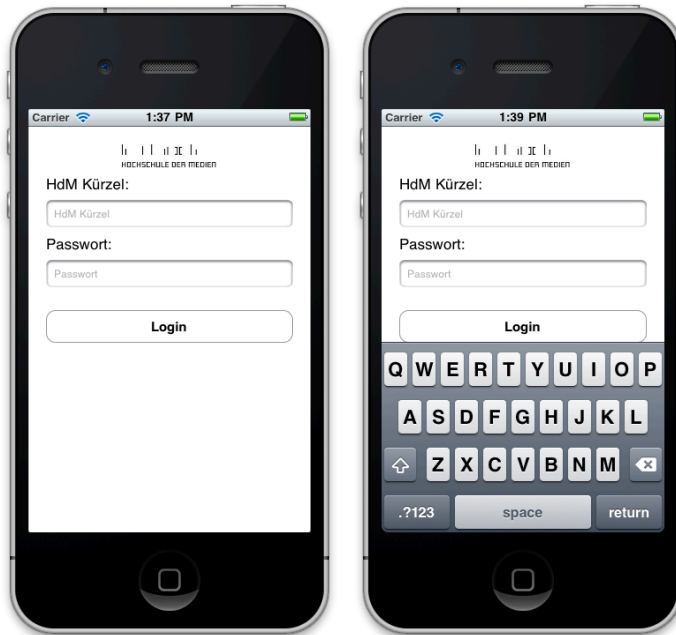 Carrier 1:37 PM
HOCHSCHULE DER MEDIEN
HdM Kürzel:
HdM Kürzel
Passwort:
Passwort
Login
Carrier 1:39 PM
HOCHSCHULE DER MEDIEN
HdM Kürzel:
HdM Kürzel
Passwort:
Passwort
Login
Q W E R T Y U I O P
A S D F G H J K L
Z X C V B N M
.?123 space return